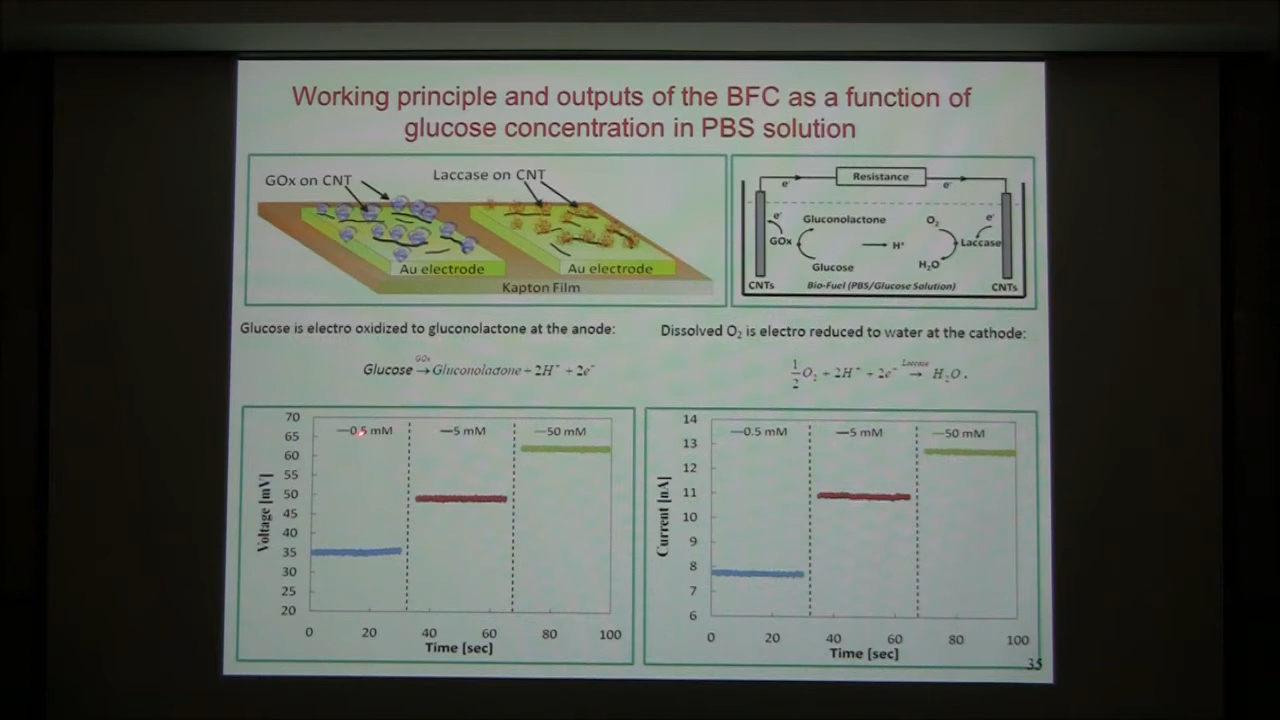 Working principle and outputs of the BFC as a function of
glucose concentration in PBS solution
GOx on CNT
Laccase on CNT
Au electrode
Au electrode
Kapton Film
Resistance
e-
e-
e-
Gluconolactone
O2
e-
GOx
H+
Laccase
Glucose
H2O
CNTs
Bio-Fuel (PBS/Glucose Solution)
CNTs
Glucose is electro oxidized to gluconolactone at the anode:
Dissolved O2 is electro reduced to water at the cathode:
GOx
Glucose → Gluconolactone + 2H+ + 2e-
Laccase
1/2 O2 + 2H+ + 2e- → H2O.
Voltage [mV]
70
65
60
55
50
45
40
35
30
25
20
0.5 mM
5 mM
50 mM
0 20 40 60 80 100
Time [sec]
Current [nA]
14
13
12
11
10
9
8
7
6
0.5 mM
5 mM
50 mM
0 20 40 60 80 100
Time [sec]
35